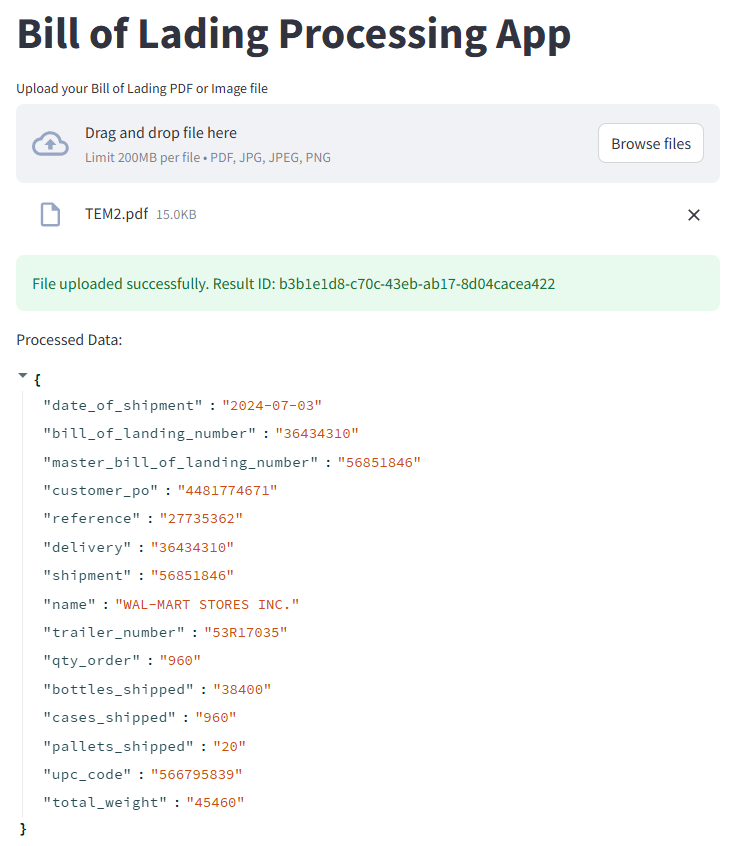 Bill of Lading Processing App
Upload your Bill of Lading PDF or Image file
Drag and drop file here
Limit 200MB per file • PDF, JPG, JPEG, PNG
Browse files
TEM2.pdf 15.0KB
File uploaded successfully. Result ID: b3b1e1d8-c70c-43eb-ab17-8d04cacea422
Processed Data:
{
"date_of_shipment" : "2024-07-03"
"bill_of_landing_number" : "36434310"
"master_bill_of_landing_number" : "56851846"
"customer_po" : "4481774671"
"reference" : "27735362"
"delivery" : "36434310"
"shipment" : "56851846"
"name" : "WAL-MART STORES INC."
"trailer_number" : "53R17035"
"qty_order" : "960"
"bottles_shipped" : "38400"
"cases_shipped" : "960"
"pallets_shipped" : "20"
"upc_code" : "566795839"
"total_weight" : "45460"
}